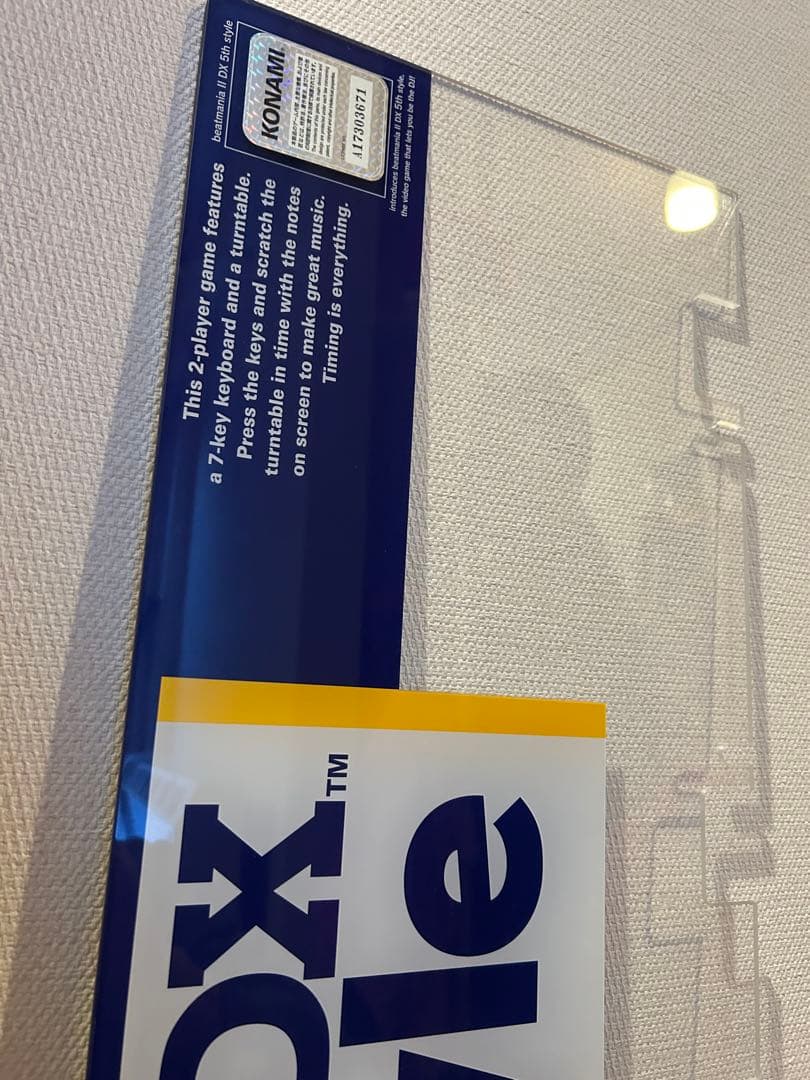 beatmania II DX 5th style
KONAMI
A17303671
introduces beatmania II DX 5th style,
the video game that lets you be the DJ!
This 2-player game features
a 7-key keyboard and a turntable.
Press the keys and scratch the
turntable in time with the notes
on screen to make great music.
Timing is everything.
DX TM
yle